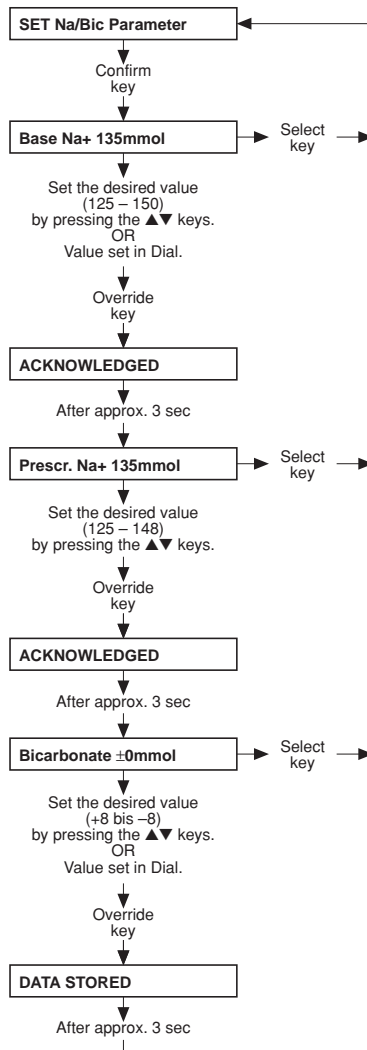 SET Na/Bic Parameter
Confirm
key
Base Na+ 135mmol
Select
key
Set the desired value
(125 – 150)
by pressing the ▲▼ keys.
OR
Value set in Dial.
Override
key
ACKNOWLEDGED
After approx. 3 sec
Prescr. Na+ 135mmol
Select
key
Set the desired value
(125 – 148)
by pressing the ▲▼ keys.
Override
key
ACKNOWLEDGED
After approx. 3 sec
Bicarbonate ±0mmol
Select
key
Set the desired value
(+8 bis –8)
by pressing the ▲▼ keys.
OR
Value set in Dial.
Override
key
DATA STORED
After approx. 3 sec